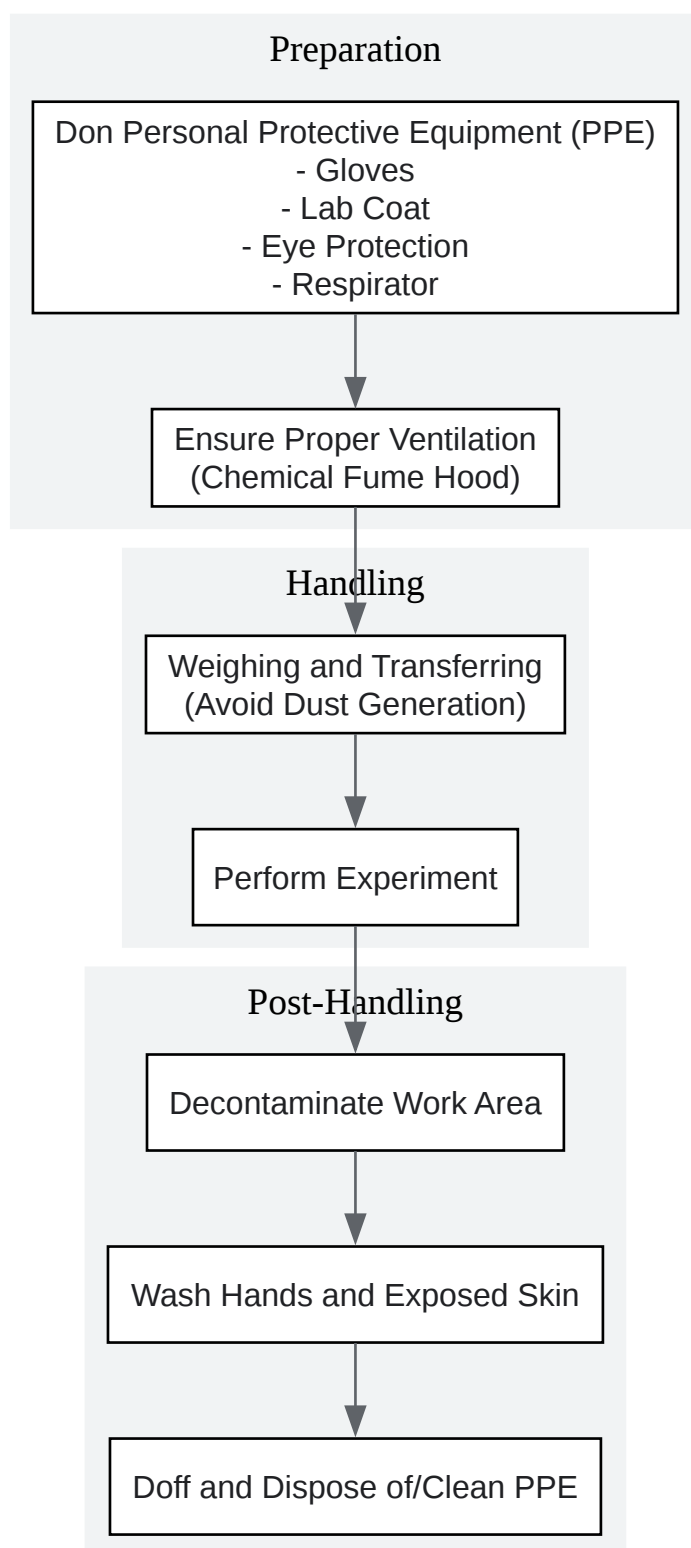 Preparation
Don Personal Protective Equipment (PPE)
- Gloves
- Lab Coat
- Eye Protection
- Respirator
Ensure Proper Ventilation
(Chemical Fume Hood)
Handling
Weighing and Transferring
(Avoid Dust Generation)
Perform Experiment
Post-Handling
Decontaminate Work Area
Wash Hands and Exposed Skin
Doff and Dispose of/Clean PPE